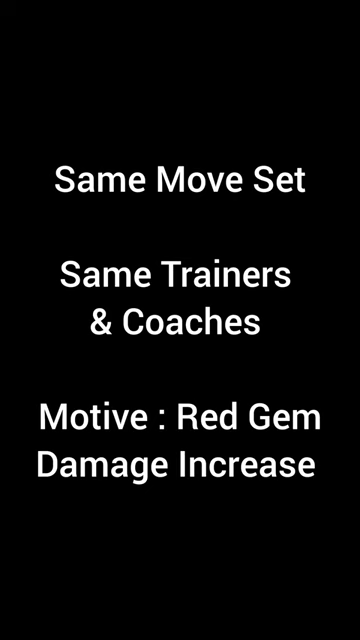 Same Move Set
Same Trainers
& Coaches
Motive : Red Gem
Damage Increase